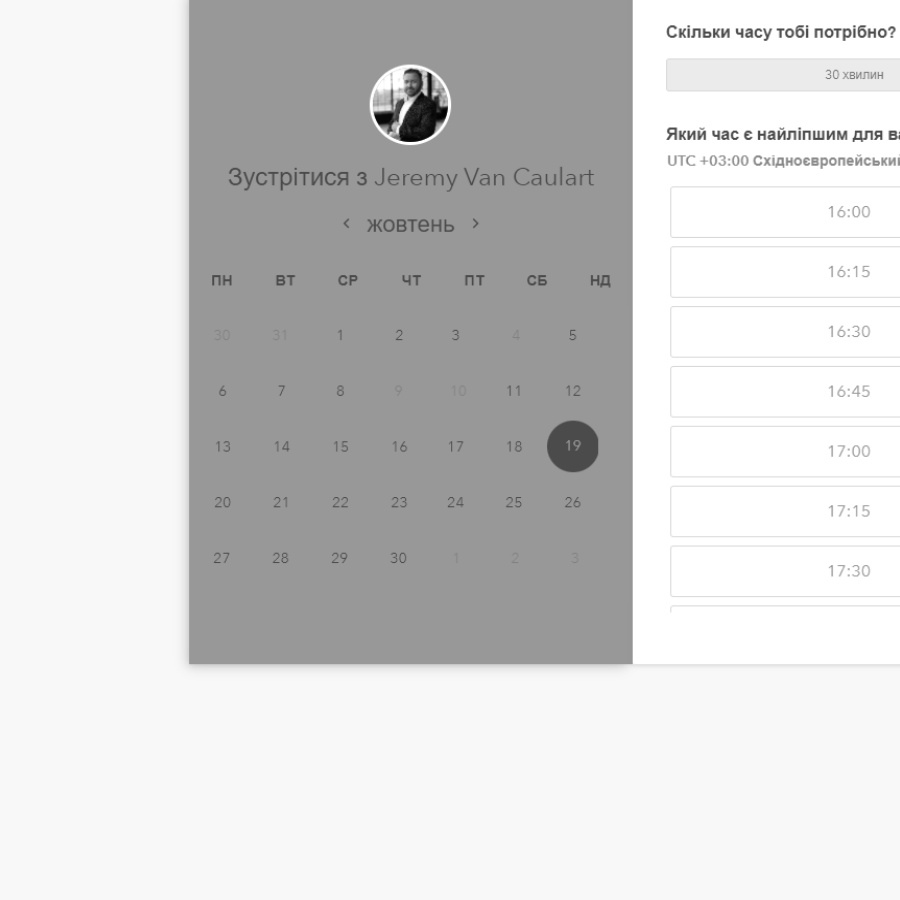 Зустрітися з Jeremy Van Caulart
жовтень
ПН ВТ СР ЧТ ПТ СБ НД
30 31 1 2 3 4 5
6 7 8 9 10 11 12
13 14 15 16 17 18 19
20 21 22 23 24 25 26
27 28 29 30 1 2 3
Скільки часу тобі потрібно?
30 хвилин
Який час є найліпшим для ва
UTC +03:00 Східноєвропейський
16:00
16:15
16:30
16:45
17:00
17:15
17:30